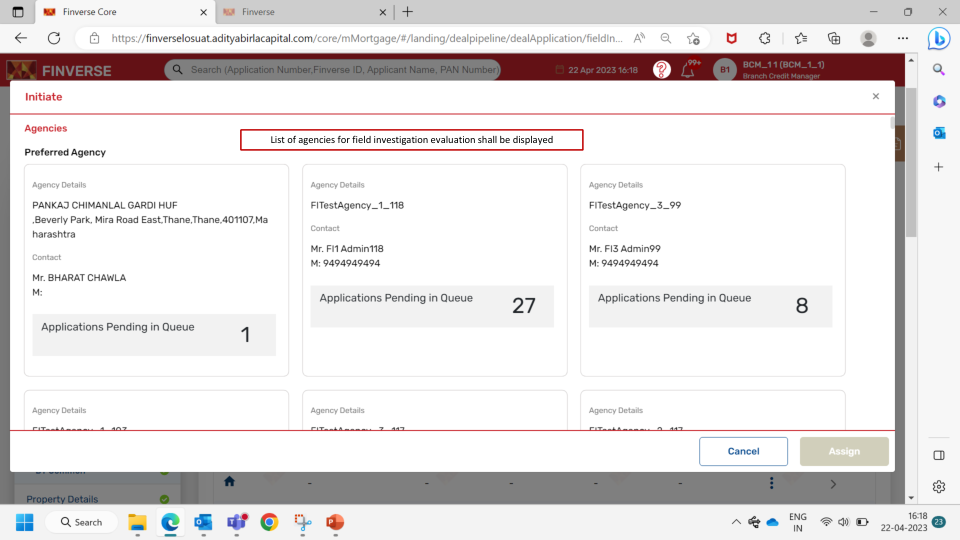 Finverse Core
Finverse
https://finverselosuat.adityabirlacapital.com/core/mMortgage/#/landing/dealpipeline/dealApplication/fieldIn...
FINVERSE
Search (Application Number,Finverse ID, Applicant Name, PAN Number)
22 Apr 2023 16:18
99+
B1
BCM_1 1 (BCM_1_1)
Branch Credit Manager
Initiate
Agencies
List of agencies for field investigation evaluation shall be displayed
Preferred Agency
Agency Details
PANKAJ CHIMANLAL GARDI HUF
,Beverly Park, Mira Road East,Thane,Thane,401107,Ma
harashtra
Contact
Mr. BHARAT CHAWLA
M:
Applications Pending in Queue
1
Agency Details
FITestAgency_1_118
Contact
Mr. FI1 Admin118
M: 9494949494
Applications Pending in Queue
27
Agency Details
FITestAgency_3_99
Contact
Mr. FI3 Admin99
M: 9494949494
Applications Pending in Queue
8
Agency Details
Agency Details
Agency Details
Cancel
Assign
Property Details
- - - - -
Search
ENG
IN
16:18
22-04-2023
23